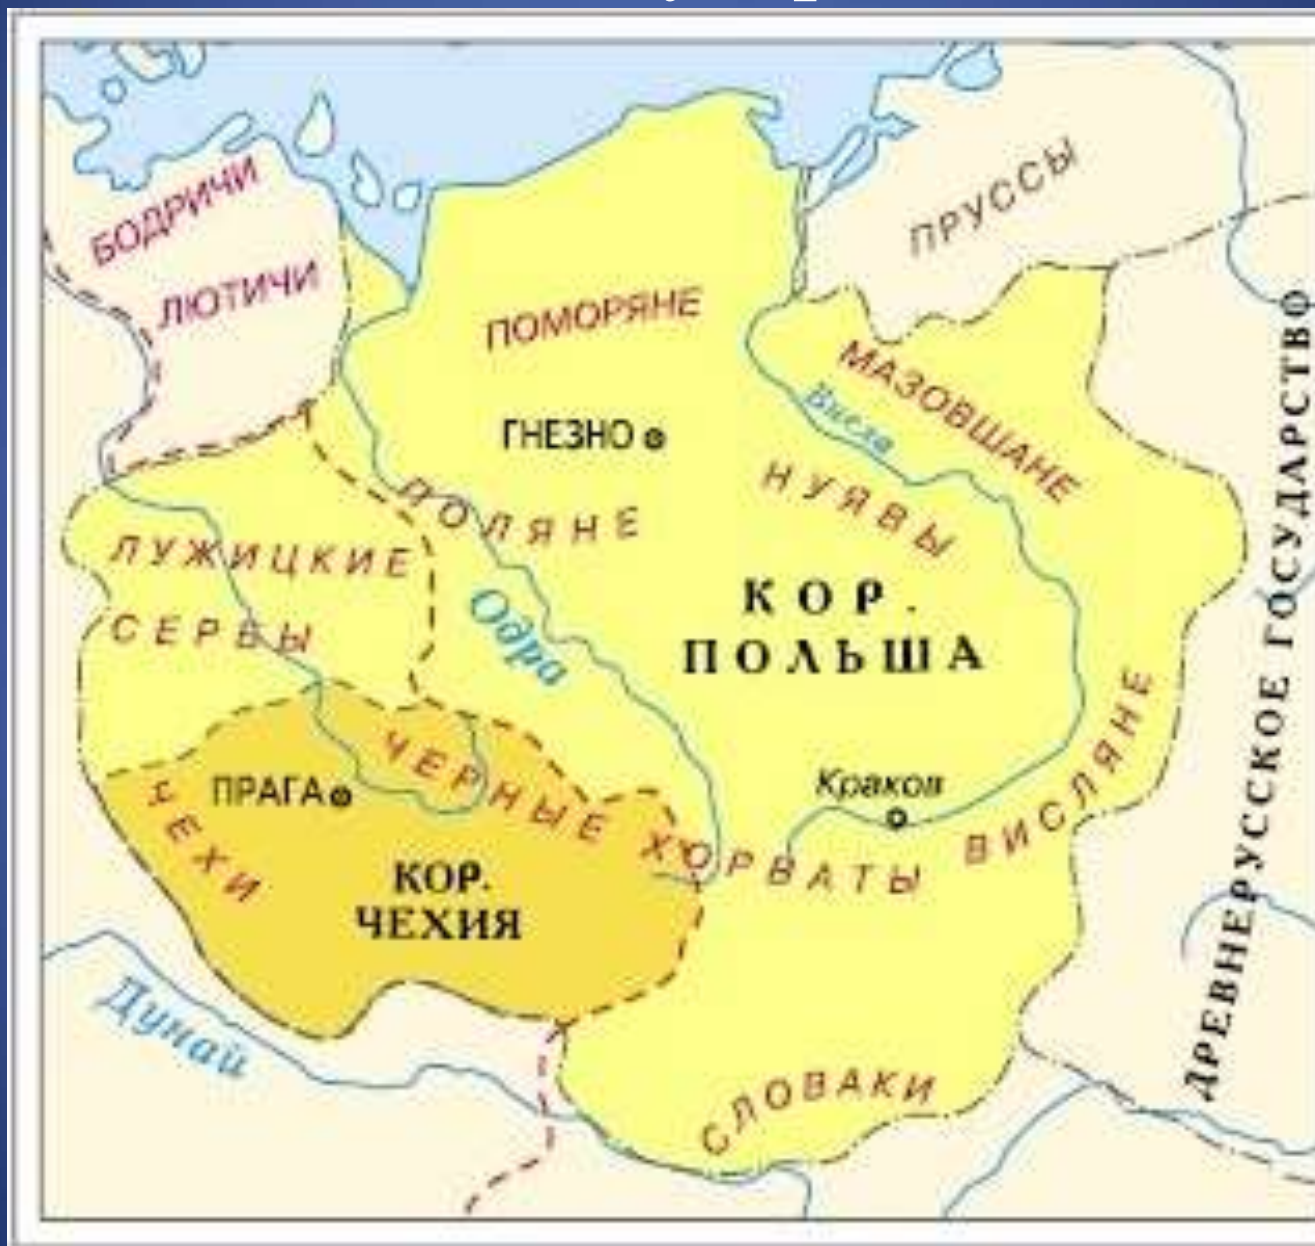 БОДРИЧИ
ЛЮТИЧИ
ПРУССЫ
ПОМОРЯНЕ
МАЗОВШАНЕ
Висла
ГНЕЗНО
ПОЛЯНЕ
НУЯВЫ
ЛУЖИЦКИЕ
СЕРБЫ
Одра
КОР.
ПОЛЬША
ДРЕВНЕРУССКОЕ ГОСУДАРСТВО
ПРАГА
ЧЕРНЫЕ ХОРВАТЫ
Краков
ВИСЛЯНЕ
ЧЕХИ
КОР.
ЧЕХИЯ
Дунай
СЛОВАКИ